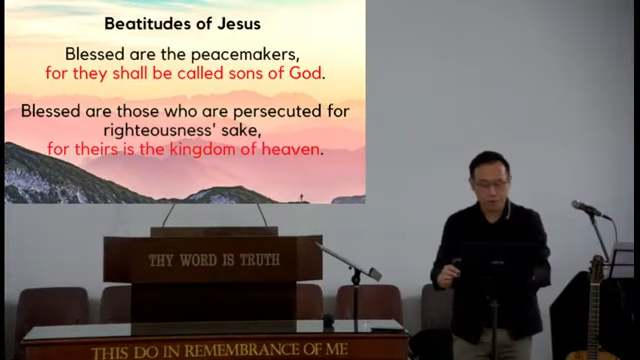 Beatitudes of Jesus
Blessed are the peacemakers,
for they shall be called sons of God.
Blessed are those who are persecuted for
righteousness' sake,
for theirs is the kingdom of heaven.
THY WORD IS TRUTH
THIS DO IN REMEMBRANCE OF ME